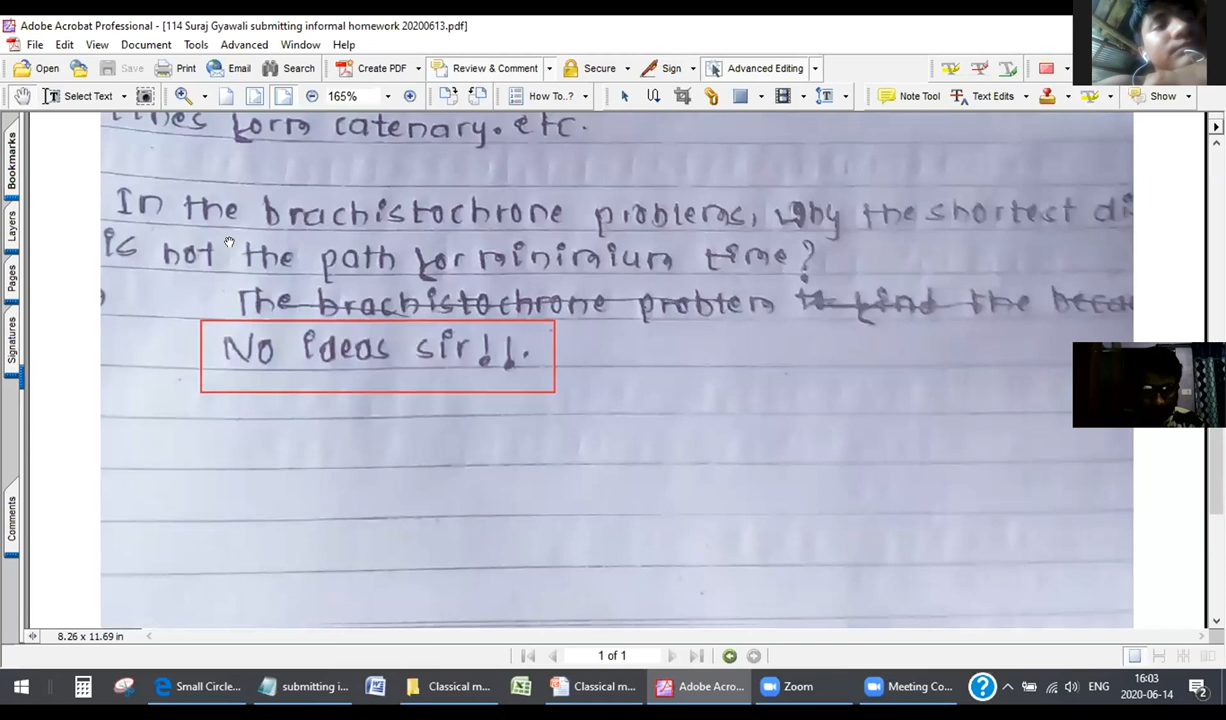 Adobe Acrobat Professional - [114 Suraj Gyawali submitting informal homework 20200613.pdf]
File Edit View Document Tools Advanced Window Help
Open Save Print Email Search Create PDF Review & Comment Secure Sign Advanced Editing
Select Text 165% How To..? Note Tool Text Edits Show
Bookmarks
Layers
Pages
Signatures
Comments
form catenary. etc.
In the brachistochrone problems, why the shortest di
is not the path for minimium time?
The brachistochrone problem to find the beca
No ideas sir!!.
8.26 x 11.69 in
1 of 1
Small Circle... submitting i... Classical m... Classical m... Adobe Acro... Zoom Meeting Co... ENG 16:03
2020-06-14
2